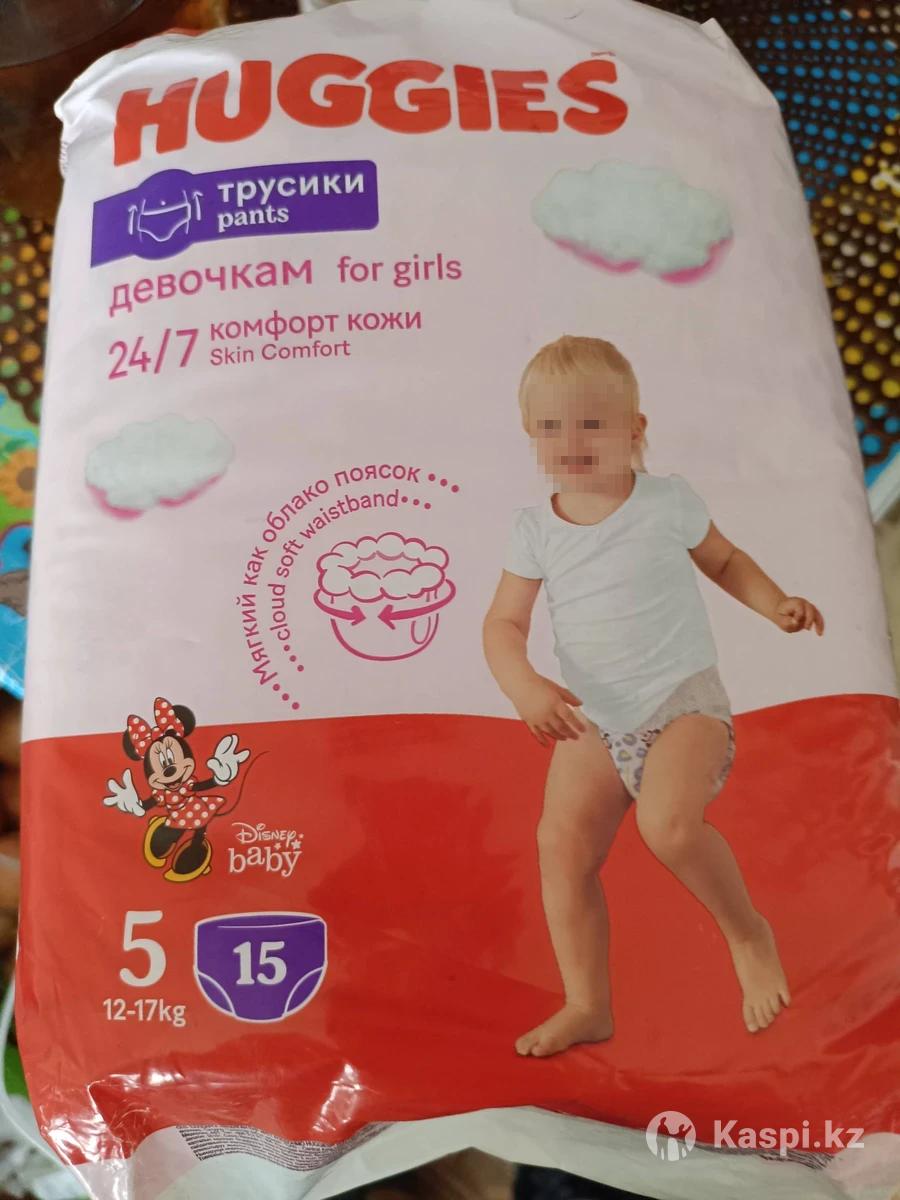 HUGGIES
трусики
pants
девочкам for girls
24/7 комфорт кожи
Skin Comfort
Мягкий как облако поясок
cloud soft waistband
Disney
baby
5
15
12-17kg
Kaspi.kz